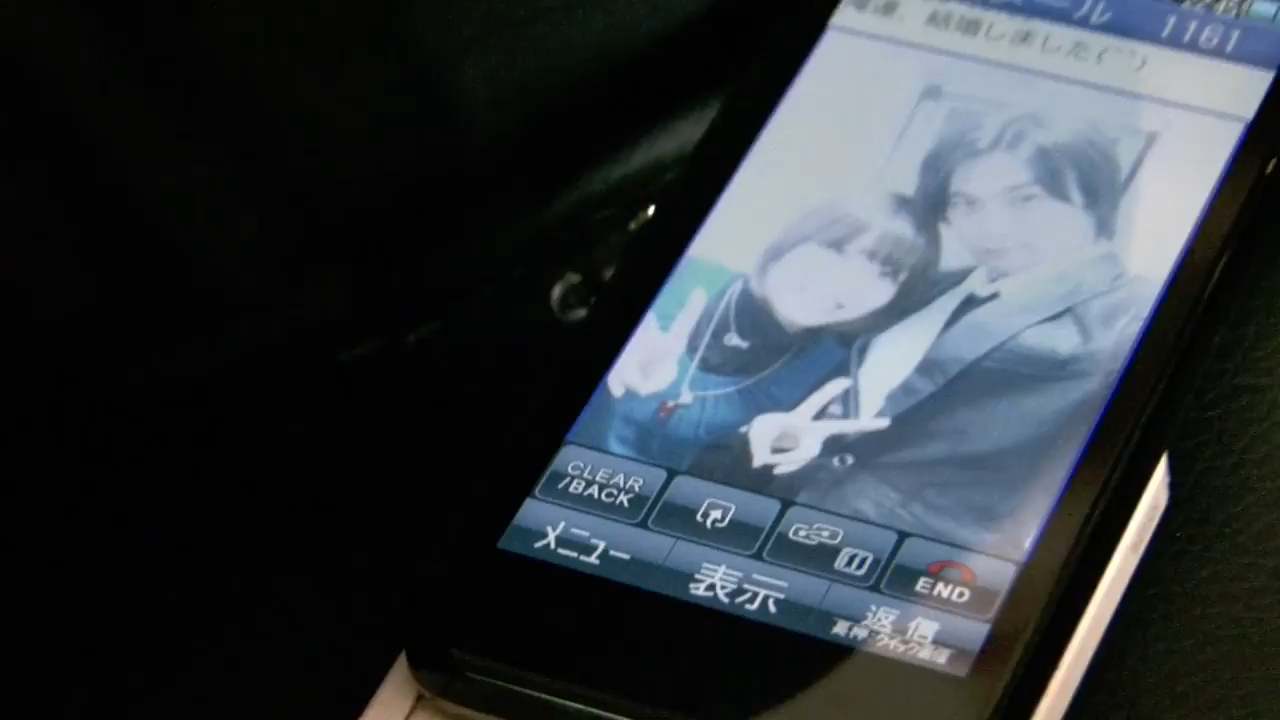 メール 1161
結婚しました(^^)
CLEAR
/BACK
END
メニュー 表示 返信